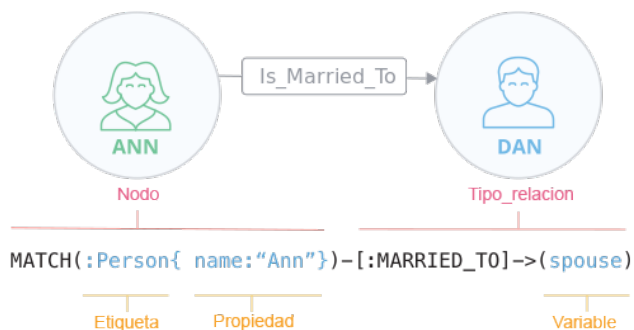 Is_Married_To
ANN
DAN
Nodo
Tipo_relacion
MATCH(:Person{ name:“Ann”})-[:MARRIED_TO]->(spouse)
Etiqueta
Propiedad
Variable